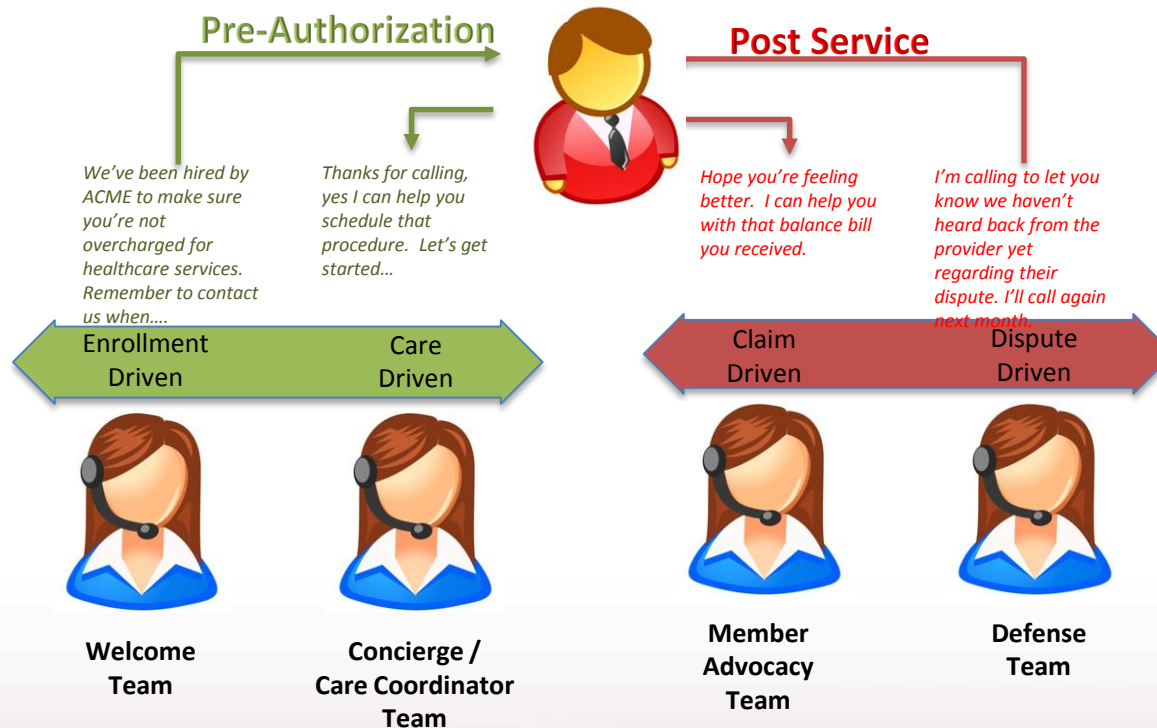 Pre-Authorization
Post Service
We've been hired by
ACME to make sure
you're not
overcharged for
healthcare services.
Remember to contact
us when....
Thanks for calling,
yes I can help you
schedule that
procedure.  Let's get
started…
Hope you're feeling
better.  I can help you
with that balance bill
you received.
I'm calling to let you
know we haven't
heard back from the
provider yet
regarding their
dispute. I'll call again
next month.
Enrollment
Driven
Care
Driven
Claim
Driven
Dispute
Driven
Welcome
Team
Concierge /
Care Coordinator
Team
Member
Advocacy
Team
Defense
Team